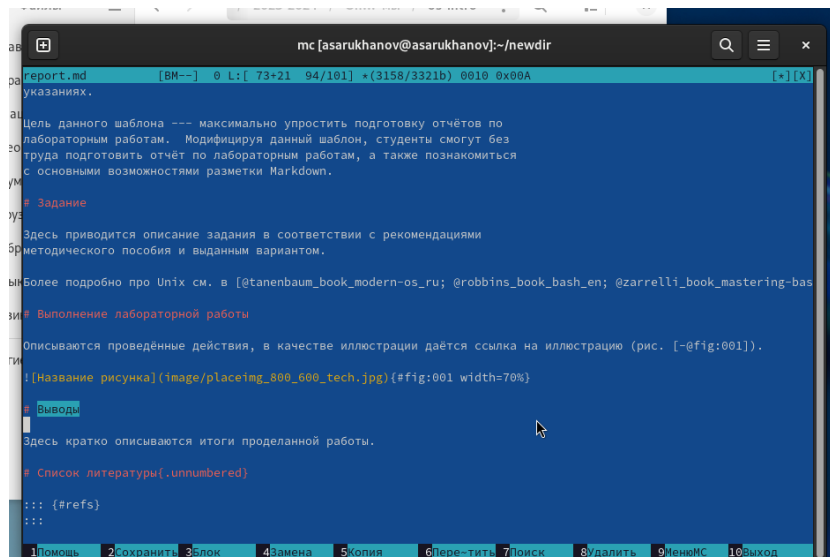 mc [asarukhanov@asarukhanov]:~/newdir
report.md [BM--] 0 L:[ 73+21 94/101] *(3158/3321b) 0010 0x00A [*][X]
указаниях.
Цель данного шаблона --- максимально упростить подготовку отчётов по
лабораторным работам. Модифицируя данный шаблон, студенты смогут без
труда подготовить отчёт по лабораторным работам, а также познакомиться
с основными возможностями разметки Markdown.
# Задание
Здесь приводится описание задания в соответствии с рекомендациями
методического пособия и выданным вариантом.
Более подробно про Unix см. в [@tanenbaum_book_modern-os_ru; @robbins_book_bash_en; @zarrelli_book_mastering-bas
# Выполнение лабораторной работы
Описываются проведённые действия, в качестве иллюстрации даётся ссылка на иллюстрацию (рис. [-@fig:001]).
![Название рисунка](image/placeimg_800_600_tech.jpg){#fig:001 width=70%}
# Выводы
Здесь кратко описываются итоги проделанной работы.
# Список литературы{.unnumbered}
::: {#refs}
:::
1Помощь 2Сохранить 3Блок 4Замена 5Копия 6Пере~тить 7Поиск 8Удалить 9МенюMC 10Выход